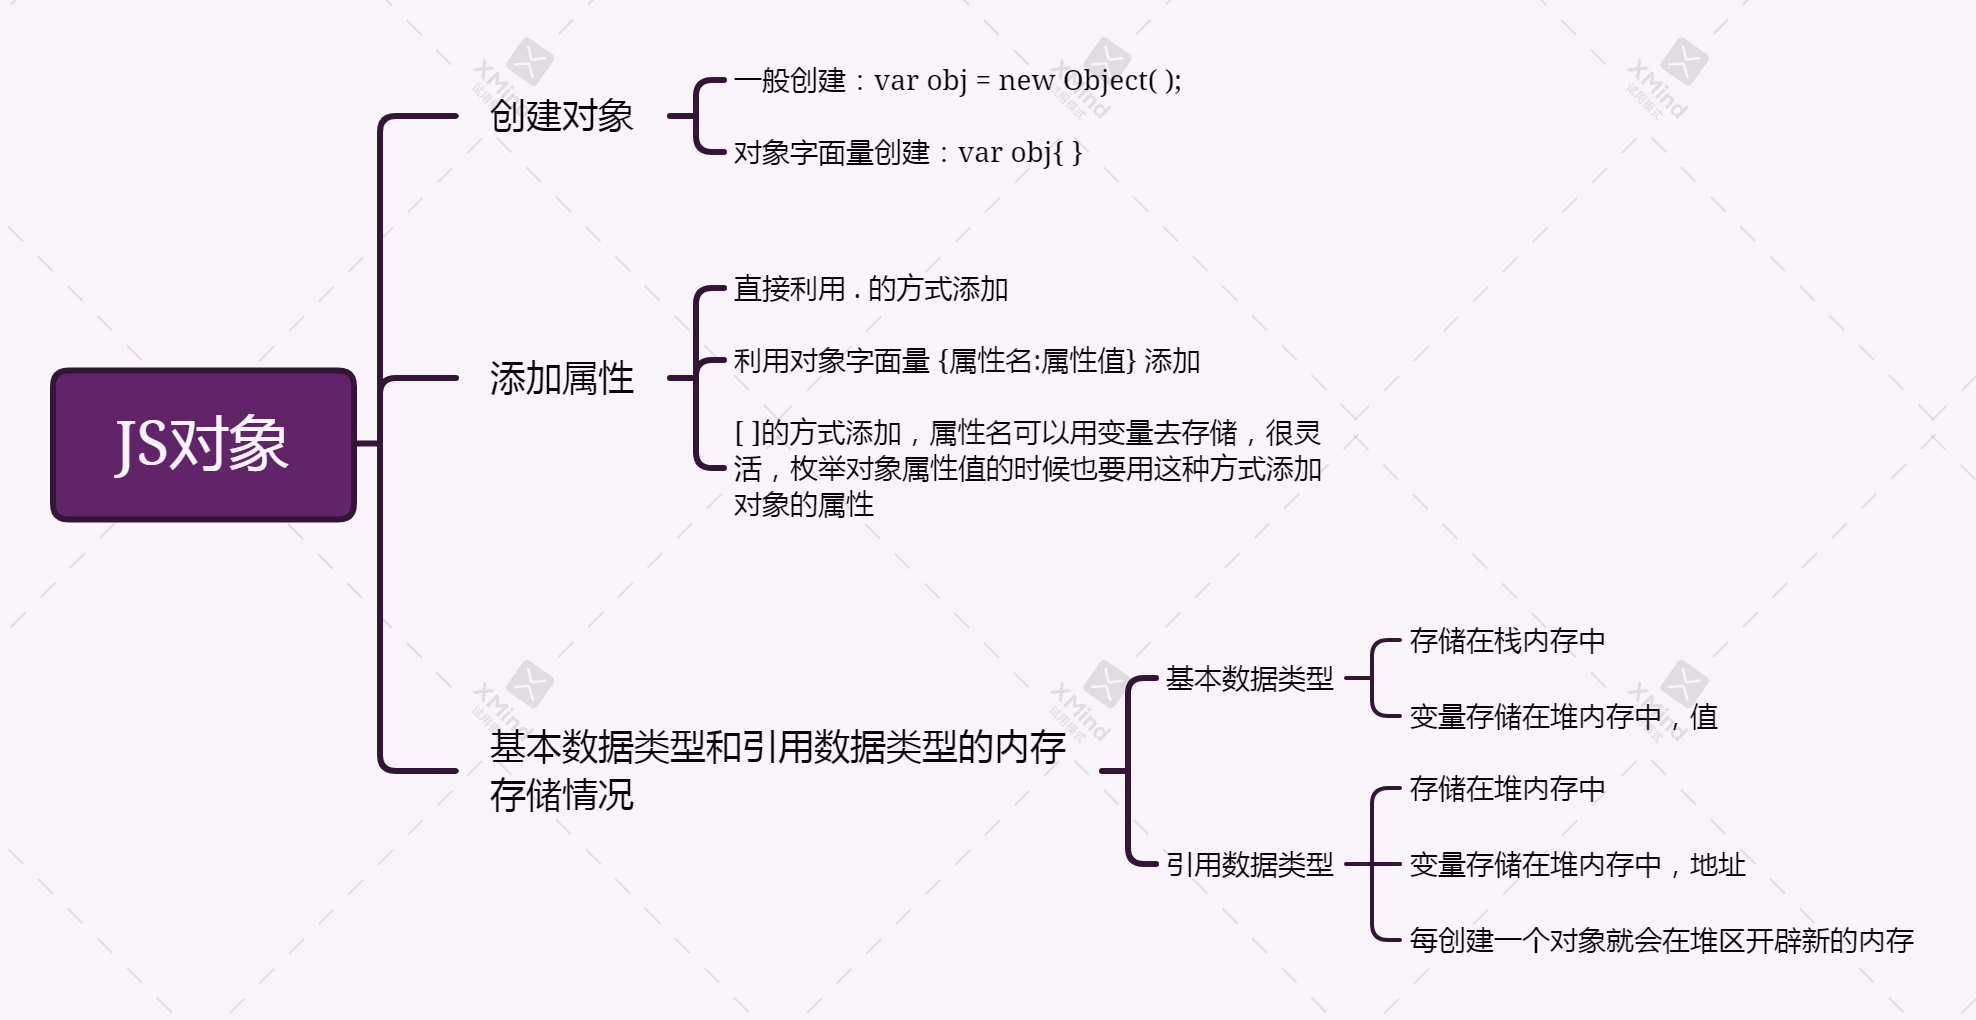 JS对象
创建对象
一般创建：var obj = new Object( );
对象字面量创建：var obj{ }
添加属性
直接利用 . 的方式添加
利用对象字面量 {属性名:属性值} 添加
[ ]的方式添加，属性名可以用变量去存储，很灵
活，枚举对象属性值的时候也要用这种方式添加
对象的属性
基本数据类型和引用数据类型的内存
存储情况
基本数据类型
存储在栈内存中
变量存储在堆内存中，值
引用数据类型
存储在堆内存中
变量存储在堆内存中，地址
每创建一个对象就会在堆区开辟新的内存
XMind
试用模式
XMind
试用模式
XMind
试用模式
XMind
试用模式
XMind
试用模式
XMind
试用模式